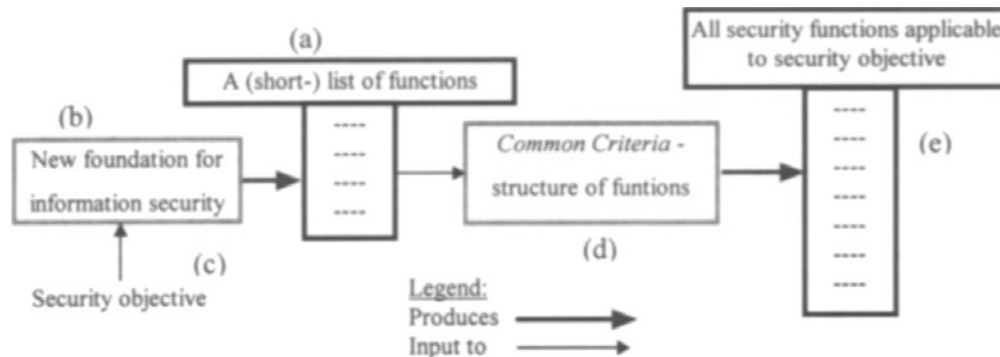 (a)
A (short-) list of functions
----
----
----
----
(b)
New foundation for
information security
(c)
Security objective
Common Criteria -
structure of funtions
(d)
All security functions applicable
to security objective
----
----
----
----
----
----
----
(e)
Legend:
Produces
Input to